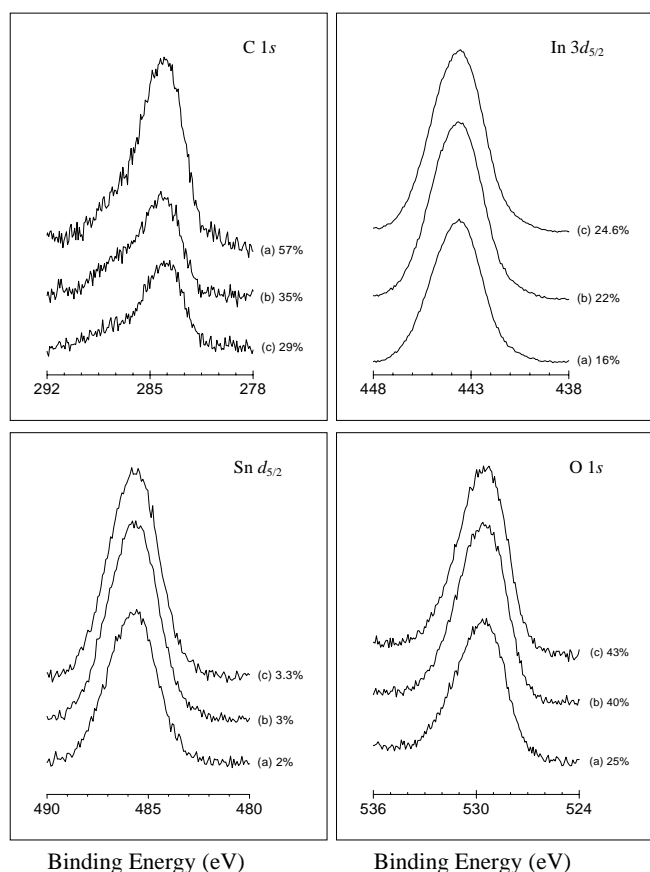 C 1s
(a) 57%
(b) 35%
(c) 29%
292 285 278
In 3d5/2
(c) 24.6%
(b) 22%
(a) 16%
448 443 438
Sn d5/2
(c) 3.3%
(b) 3%
(a) 2%
490 485 480
O 1s
(c) 43%
(b) 40%
(a) 25%
536 530 524
Binding Energy (eV) Binding Energy (eV)